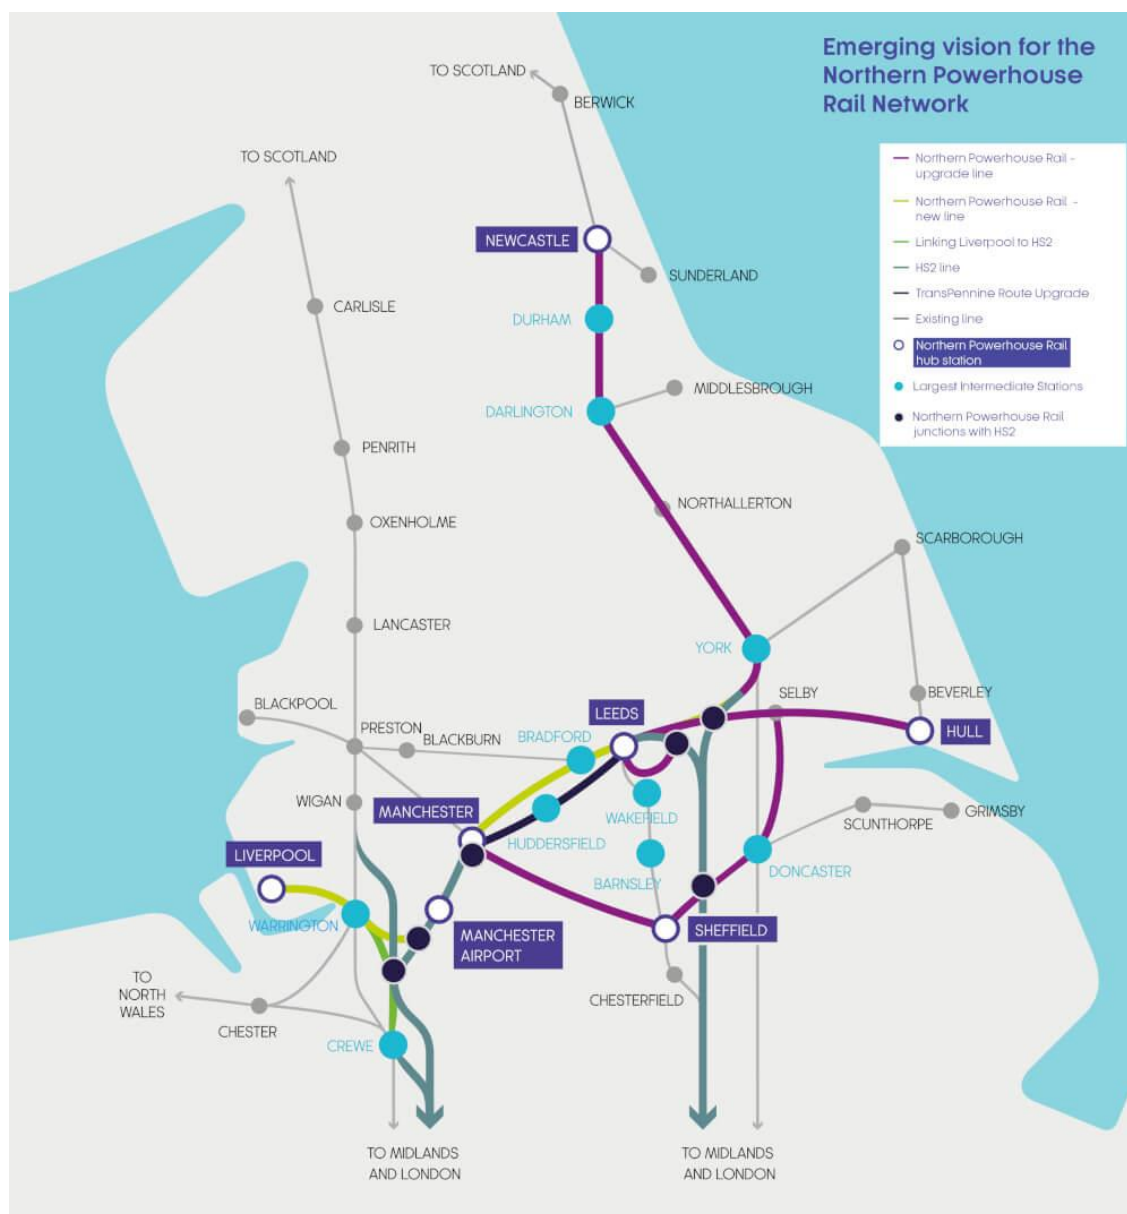 Emerging vision for the
Northern Powerhouse
Rail Network
Northern Powerhouse Rail -
upgrade line
Northern Powerhouse Rail -
new line
Linking Liverpool to HS2
HS2 line
TransPennine Route Upgrade
Existing line
Northern Powerhouse Rail
hub station
Largest Intermediate Stations
Northern Powerhouse Rail
junctions with HS2
TO SCOTLAND
BERWICK
TO SCOTLAND
NEWCASTLE
SUNDERLAND
CARLISLE
DURHAM
MIDDLESBROUGH
DARLINGTON
PENRITH
NORTHALLERTON
OXENHOLME
SCARBOROUGH
LANCASTER
YORK
SELBY
BEVERLEY
BLACKPOOL
LEEDS
PRESTON
BLACKBURN
BRADFORD
HULL
WIGAN
MANCHESTER
HUDDERSFIELD
WAKEFIELD
SCUNTHORPE
GRIMSBY
LIVERPOOL
BARNSLEY
DONCASTER
WARRINGTON
MANCHESTER
AIRPORT
SHEFFIELD
TO
NORTH
WALES
CHESTER
CHESTERFIELD
CREWE
TO MIDLANDS
AND LONDON
TO MIDLANDS
AND LONDON